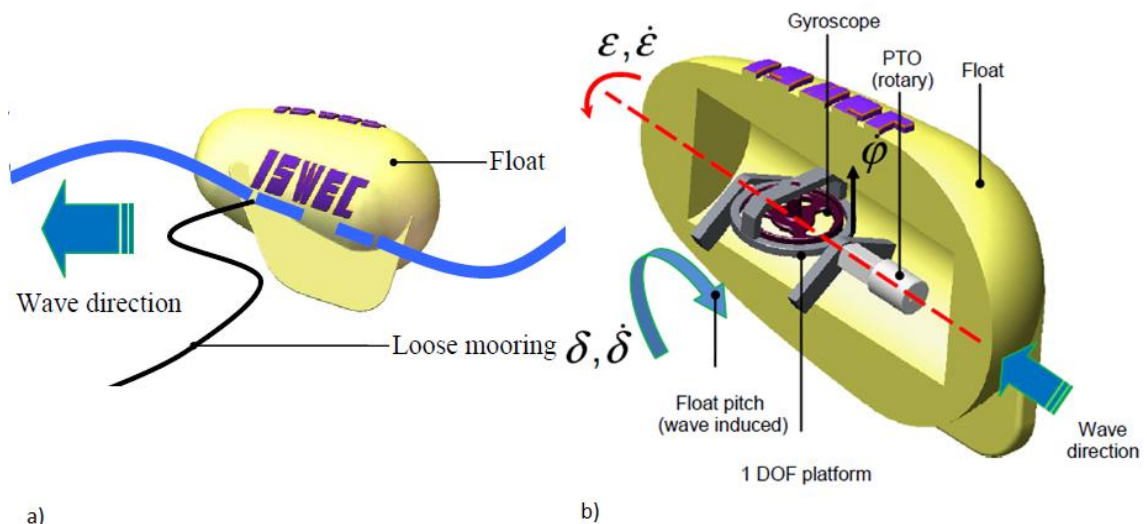 ISWEC
Float
Wave direction
Loose mooring
a)
Gyroscope
PTO
(rotary)
Float
ε, ε̇
φ̇
δ, δ̇
Float pitch
(wave induced)
1 DOF platform
Wave
direction
b)